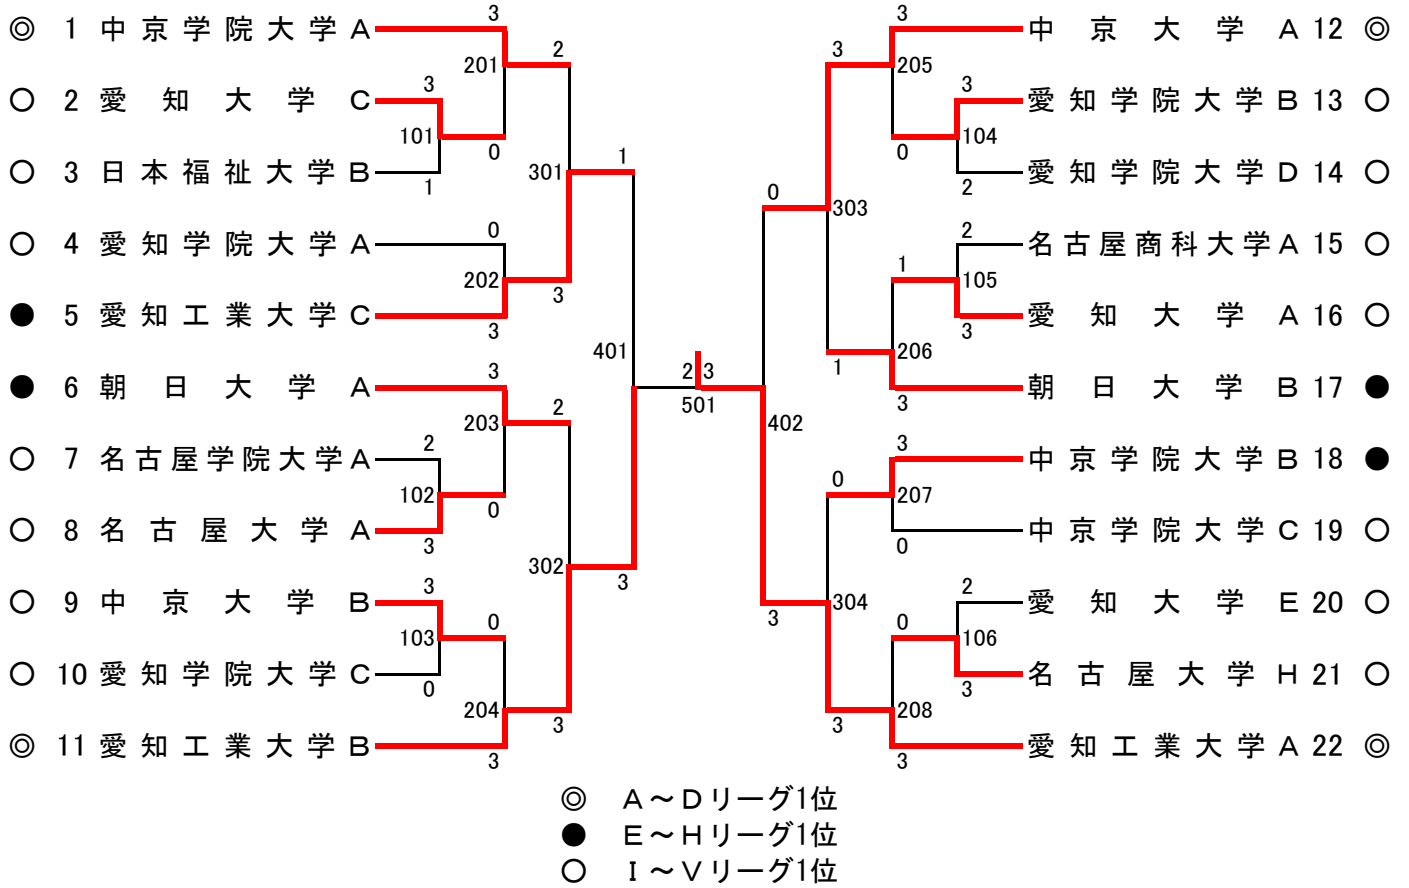 ◎ 1 中京学院大学A 3 3 中京大学A 12 ◎
2 3
201 205
○ 2 愛知大学C 3 3 愛知学院大学B 13 ○
101 104
0 0
○ 3 日本福祉大学B 1 2 愛知学院大学D 14 ○
301 1 0 303
○ 4 愛知学院大学A 0 2 名古屋商科大学A 15 ○
202 3 1 105
● 5 愛知工業大学C 3 3 愛知大学A 16 ○
401 1 206
● 6 朝日大学A 3 2 3 3 朝日大学B 17 ●
501
203 2 402
○ 7 名古屋学院大学A 2 3 中京学院大学B 18 ●
102 0 0 207
○ 8 名古屋大学A 3 0 中京学院大学C 19 ○
302 3
○ 9 中京大学B 3 2 愛知大学E 20 ○
3 304
103 0 0 106
○ 10 愛知学院大学C 0 3 名古屋大学H 21 ○
204 3 3 208
◎ 11 愛知工業大学B 3 3 愛知工業大学A 22 ◎
◎ A～Dリーグ1位
● E～Hリーグ1位
○ I～Vリーグ1位